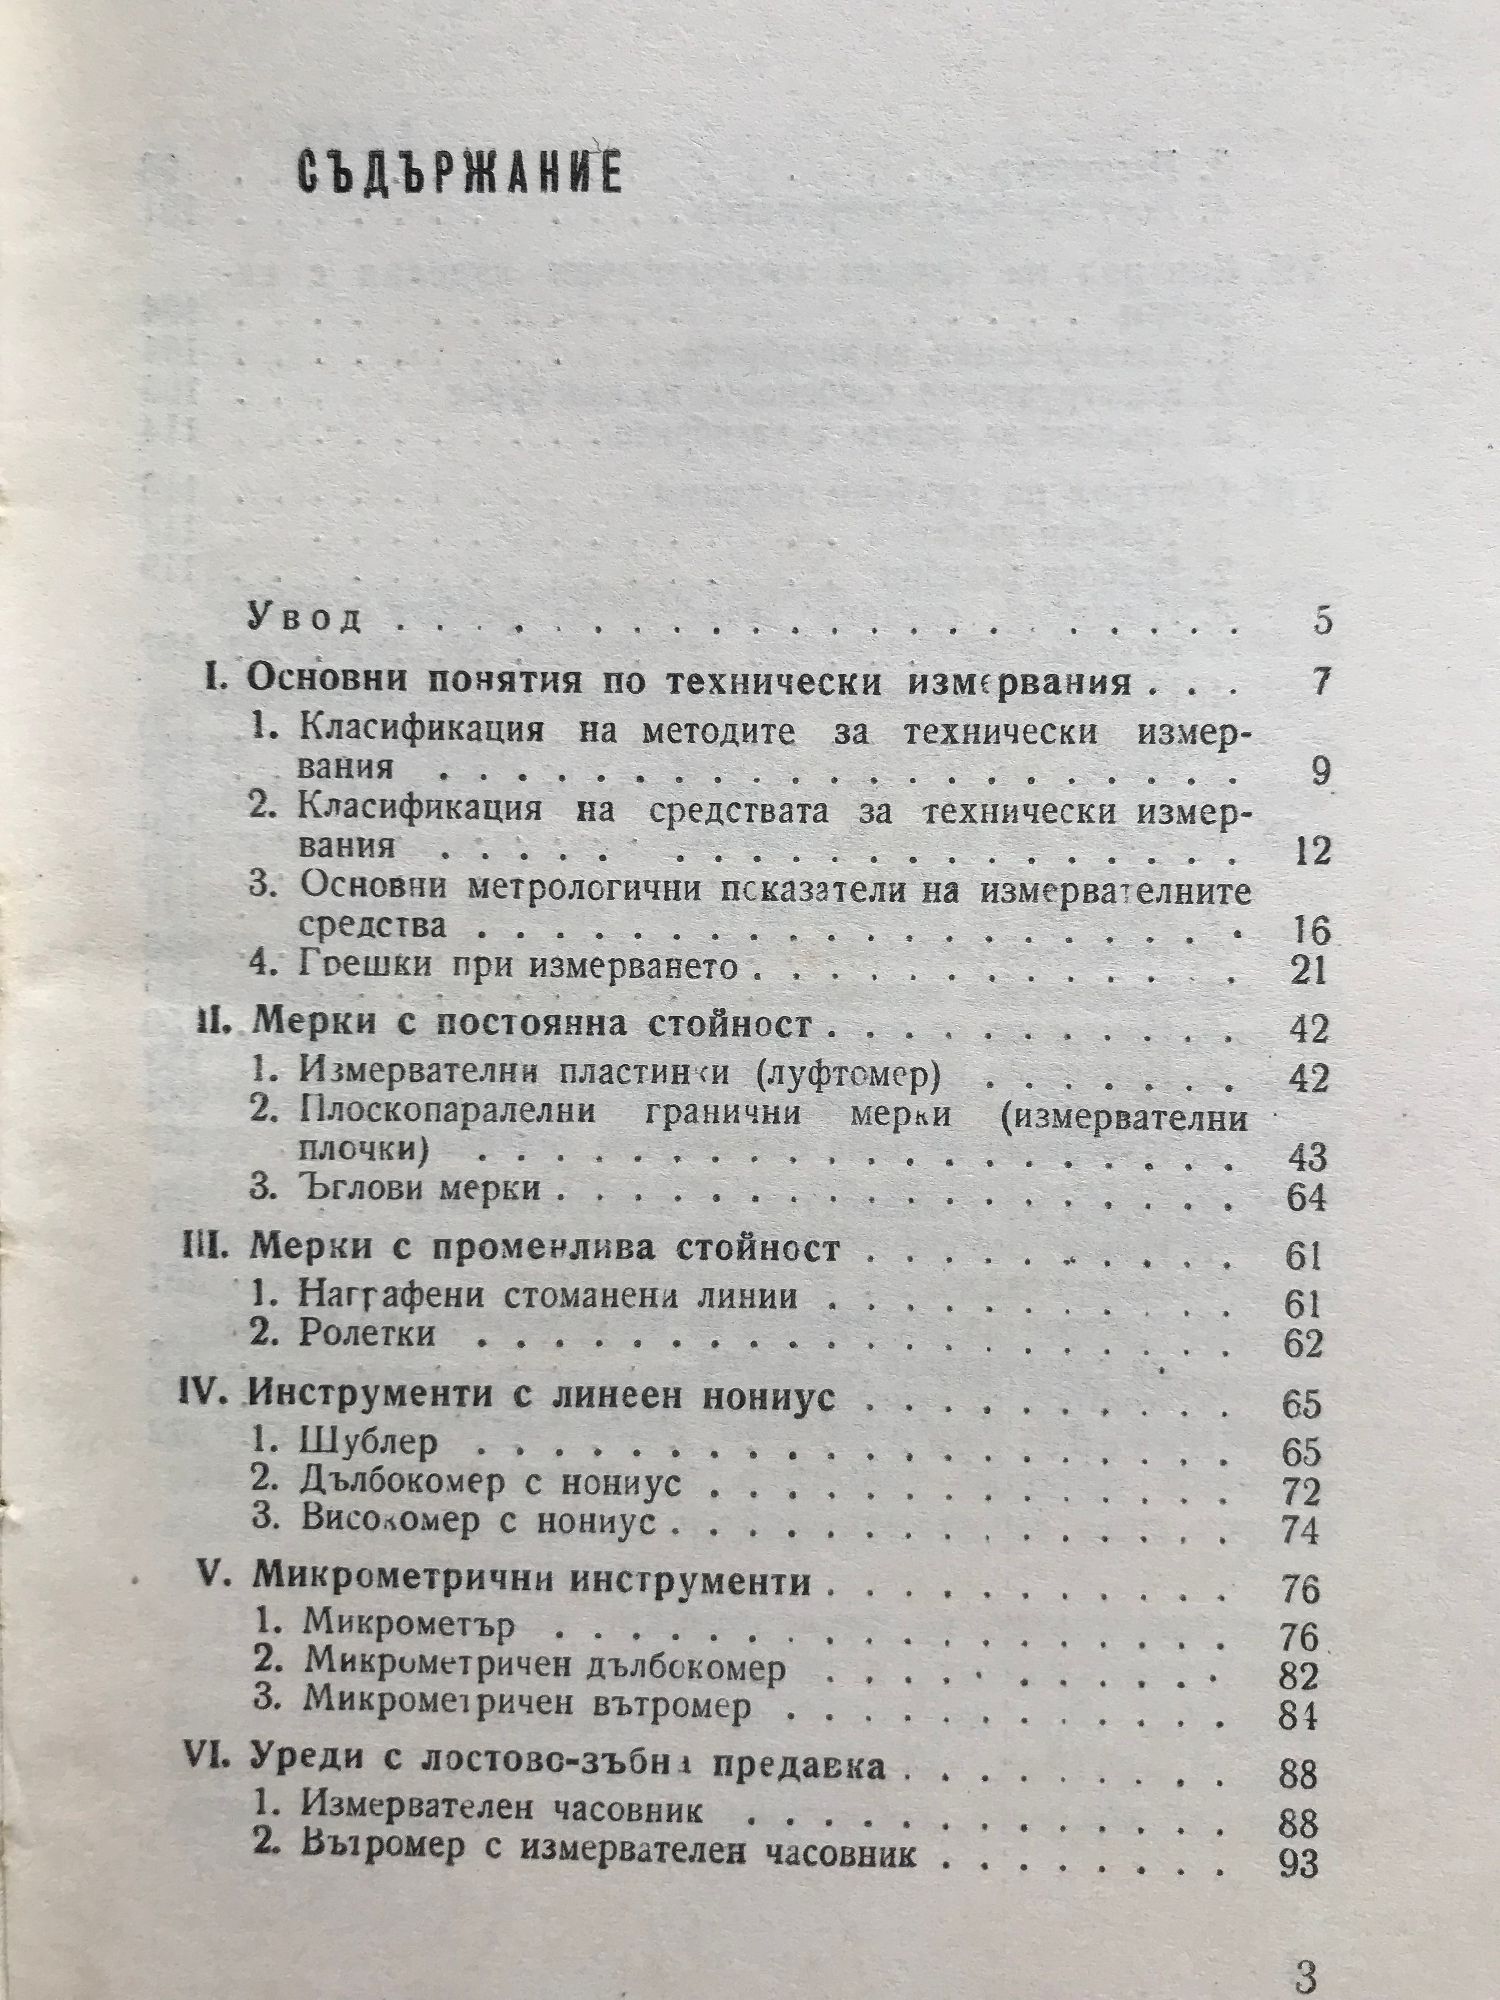 СЪДЪРЖАНИЕ
Увод . . . . . . . . . . . . . . . . . . . . . . 5
I. Основни понятия по технически измервания . . . 7
1. Класификация на методите за технически измер-
вания . . . . . . . . . . . . . . . . . . . . . 9
2. Класификация на средствата за технически измер-
вания . . . . . . . . . . . . . . . . . . . . 12
3. Основни метрологични показатели на измервателните
средства . . . . . . . . . . . . . . . . . . . . 16
4. Грешки при измерването . . . . . . . . . . . . . 21
II. Мерки с постоянна стойност . . . . . . . . . . . 42
1. Измервателни пластинки (луфтомер) . . . . . . . 42
2. Плоскопаралелни гранични мерки (измервателни
плочки) . . . . . . . . . . . . . . . . . . . . 43
3. Ъглови мерки . . . . . . . . . . . . . . . . . . 64
III. Мерки с променлива стойност . . . . . . . . . . 61
1. Награфени стоманени линии . . . . . . . . . . . 61
2. Ролетки . . . . . . . . . . . . . . . . . . . . 62
IV. Инструменти с линеен нониус . . . . . . . . . . 65
1. Шублер . . . . . . . . . . . . . . . . . . . . 65
2. Дълбокомер с нониус . . . . . . . . . . . . . . 72
3. Високомер с нониус . . . . . . . . . . . . . . . 74
V. Микрометрични инструменти . . . . . . . . . . . 76
1. Микрометър . . . . . . . . . . . . . . . . . . 76
2. Микрометричен дълбокомер . . . . . . . . . . . 82
3. Микрометричен вътромер . . . . . . . . . . . . 84
VI. Уреди с лостово-зъбна предавка . . . . . . . . . 88
1. Измервателен часовник . . . . . . . . . . . . . 88
2. Вътромер с измервателен часовник . . . . . . . . 93
3